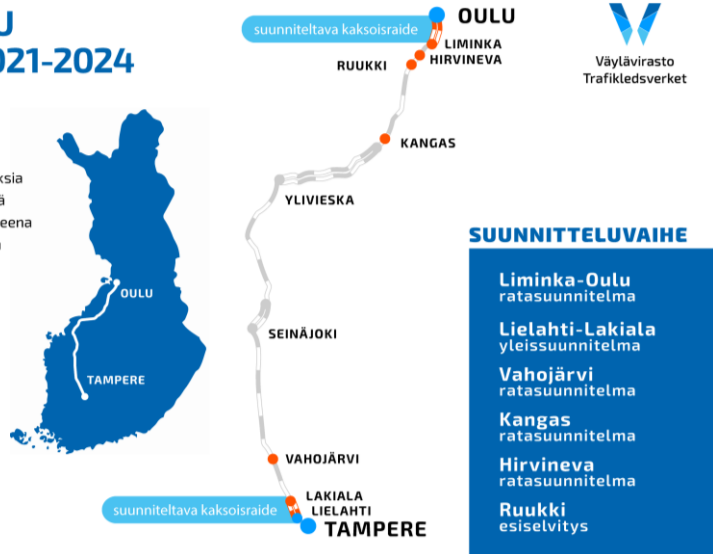 U
021-2024
ksia
ä
eena
OULU
TAMPERE
suunniteltava kaksoisraide
OULU
LIMINKA
HIRVINEVA
RUUKKI
KANGAS
YLIVIESKA
SEINÄJOKI
VAHOJÄRVI
LAKIALA
LIELAHTI
suunniteltava kaksoisraide
TAMPERE
Väylävirasto
Trafikledsverket
SUUNNITTELUVAIHE
Liminka-Oulu
ratasuunnitelma
Lielahti-Lakiala
yleissuunnitelma
Vahojärvi
ratasuunnitelma
Kangas
ratasuunnitelma
Hirvineva
ratasuunnitelma
Ruukki
esiselvitys